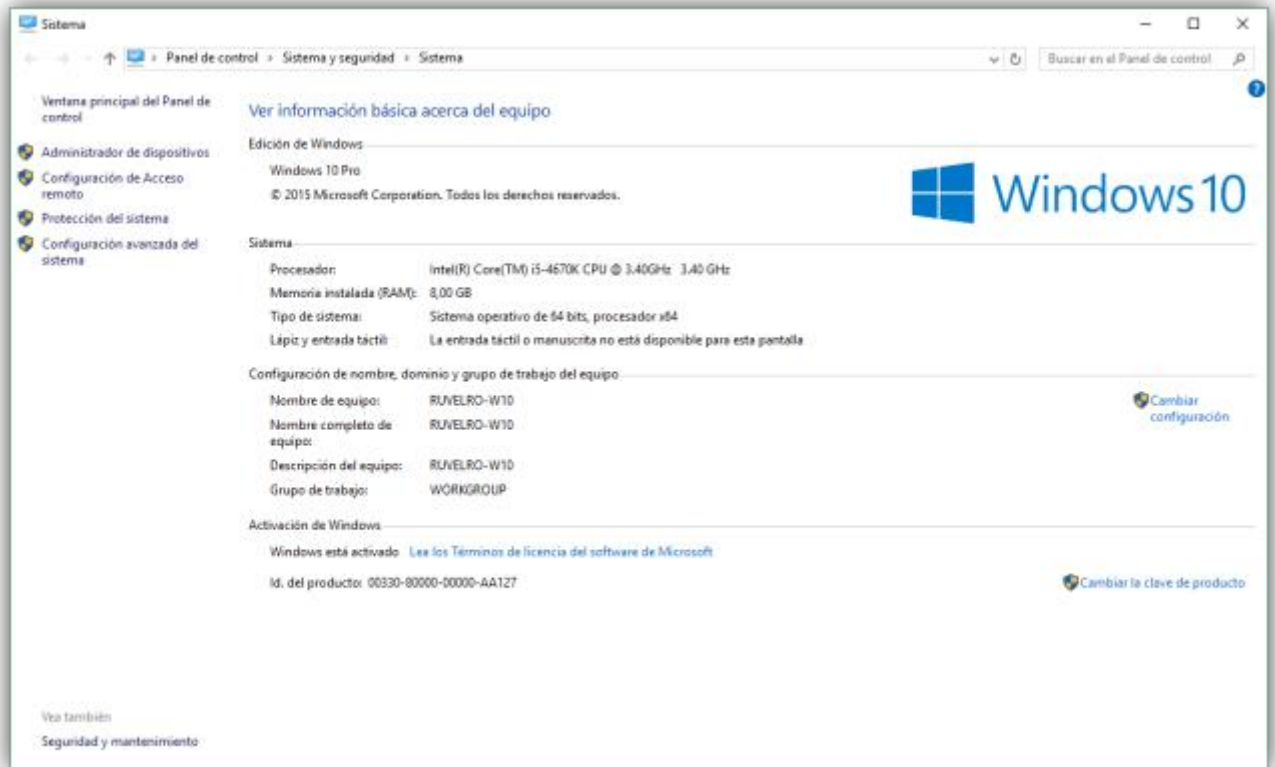 Sistema
Panel de control › Sistema y seguridad › Sistema
Buscar en el Panel de control
Ventana principal del Panel de
control
Administrador de dispositivos
Configuración de Acceso
remoto
Protección del sistema
Configuración avanzada del
sistema
Ver información básica acerca del equipo
Edición de Windows
Windows 10 Pro
© 2015 Microsoft Corporation. Todos los derechos reservados.
Windows 10
Sistema
Procesador: Intel(R) Core(TM) i5-4670K CPU @ 3.40GHz 3.40 GHz
Memoria instalada (RAM): 8,00 GB
Tipo de sistema: Sistema operativo de 64 bits, procesador x64
Lápiz y entrada táctil: La entrada táctil o manuscrita no está disponible para esta pantalla
Configuración de nombre, dominio y grupo de trabajo del equipo
Nombre de equipo: RUVELRO-W10
Cambiar
configuración
Nombre completo de
equipo: RUVELRO-W10
Descripción del equipo: RUVELRO-W10
Grupo de trabajo: WORKGROUP
Activación de Windows
Windows está activado Lea los Términos de licencia del software de Microsoft
Id. del producto: 00330-80000-00000-AA127
Cambiar la clave de producto
Vea también
Seguridad y mantenimiento